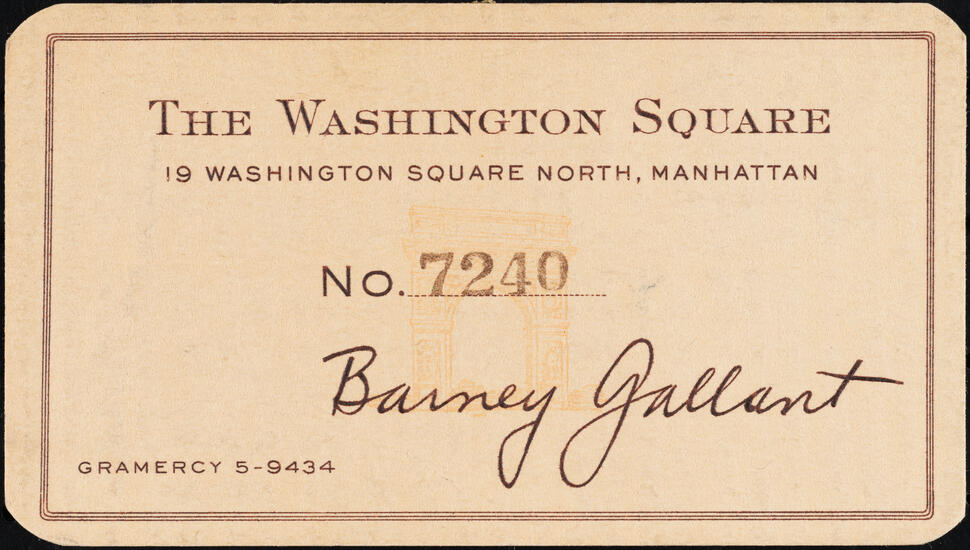 THE WASHINGTON SQUARE
19 WASHINGTON SQUARE NORTH, MANHATTAN
No. 7240
Barney Gallant
GRAMERCY 5-9434